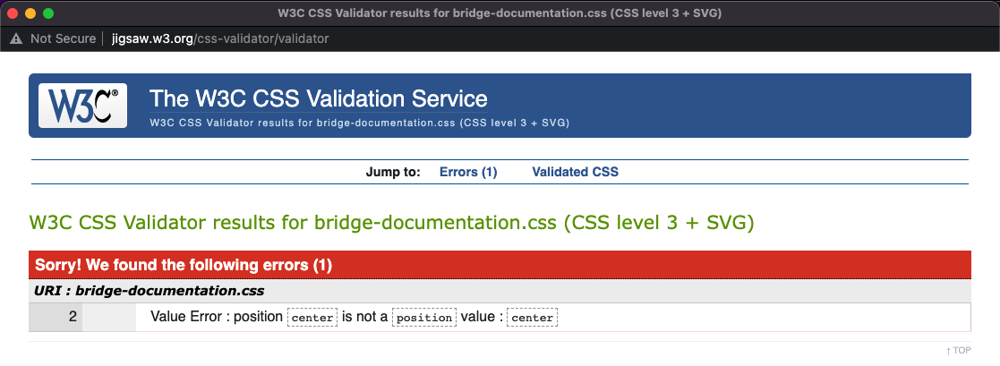 W3C CSS Validator results for bridge-documentation.css (CSS level 3 + SVG)
Not Secure | jigsaw.w3.org/css-validator/validator
W3C®
The W3C CSS Validation Service
W3C CSS Validator results for bridge-documentation.css (CSS level 3 + SVG)
Jump to: Errors (1) Validated CSS
W3C CSS Validator results for bridge-documentation.css (CSS level 3 + SVG)
Sorry! We found the following errors (1)
URI : bridge-documentation.css
2 Value Error : position center is not a position value : center
↑ TOP